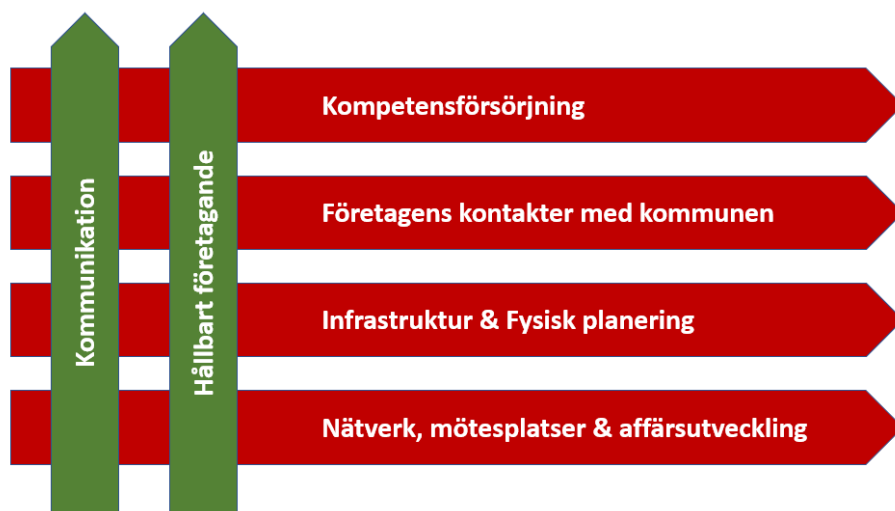 Kommunikation
Hållbart företagande
Kompetensförsörjning
Företagens kontakter med kommunen
Infrastruktur & Fysisk planering
Nätverk, mötesplatser & affärsutveckling